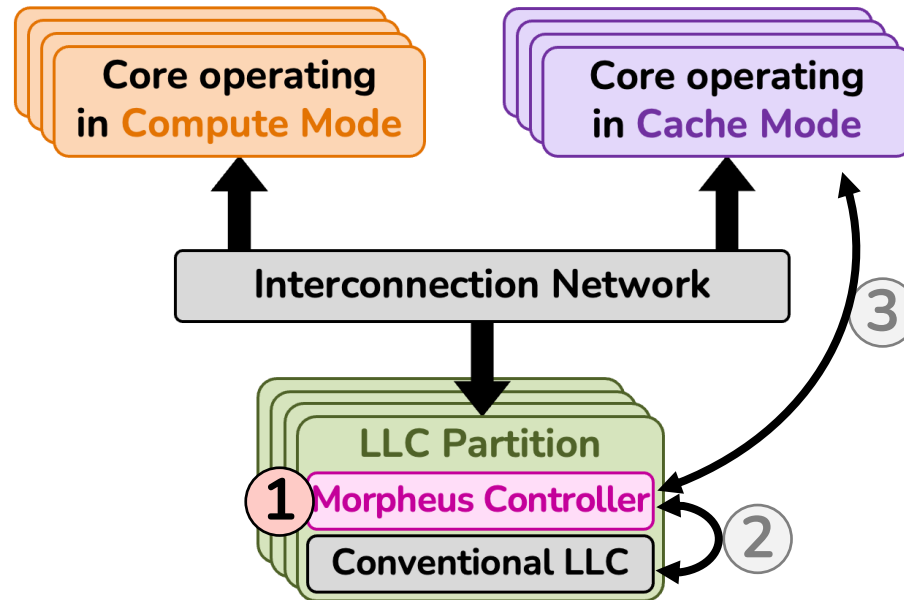 Core operating
in Compute Mode
Core operating
in Cache Mode
Interconnection Network
3
LLC Partition
1
Morpheus Controller
2
Conventional LLC